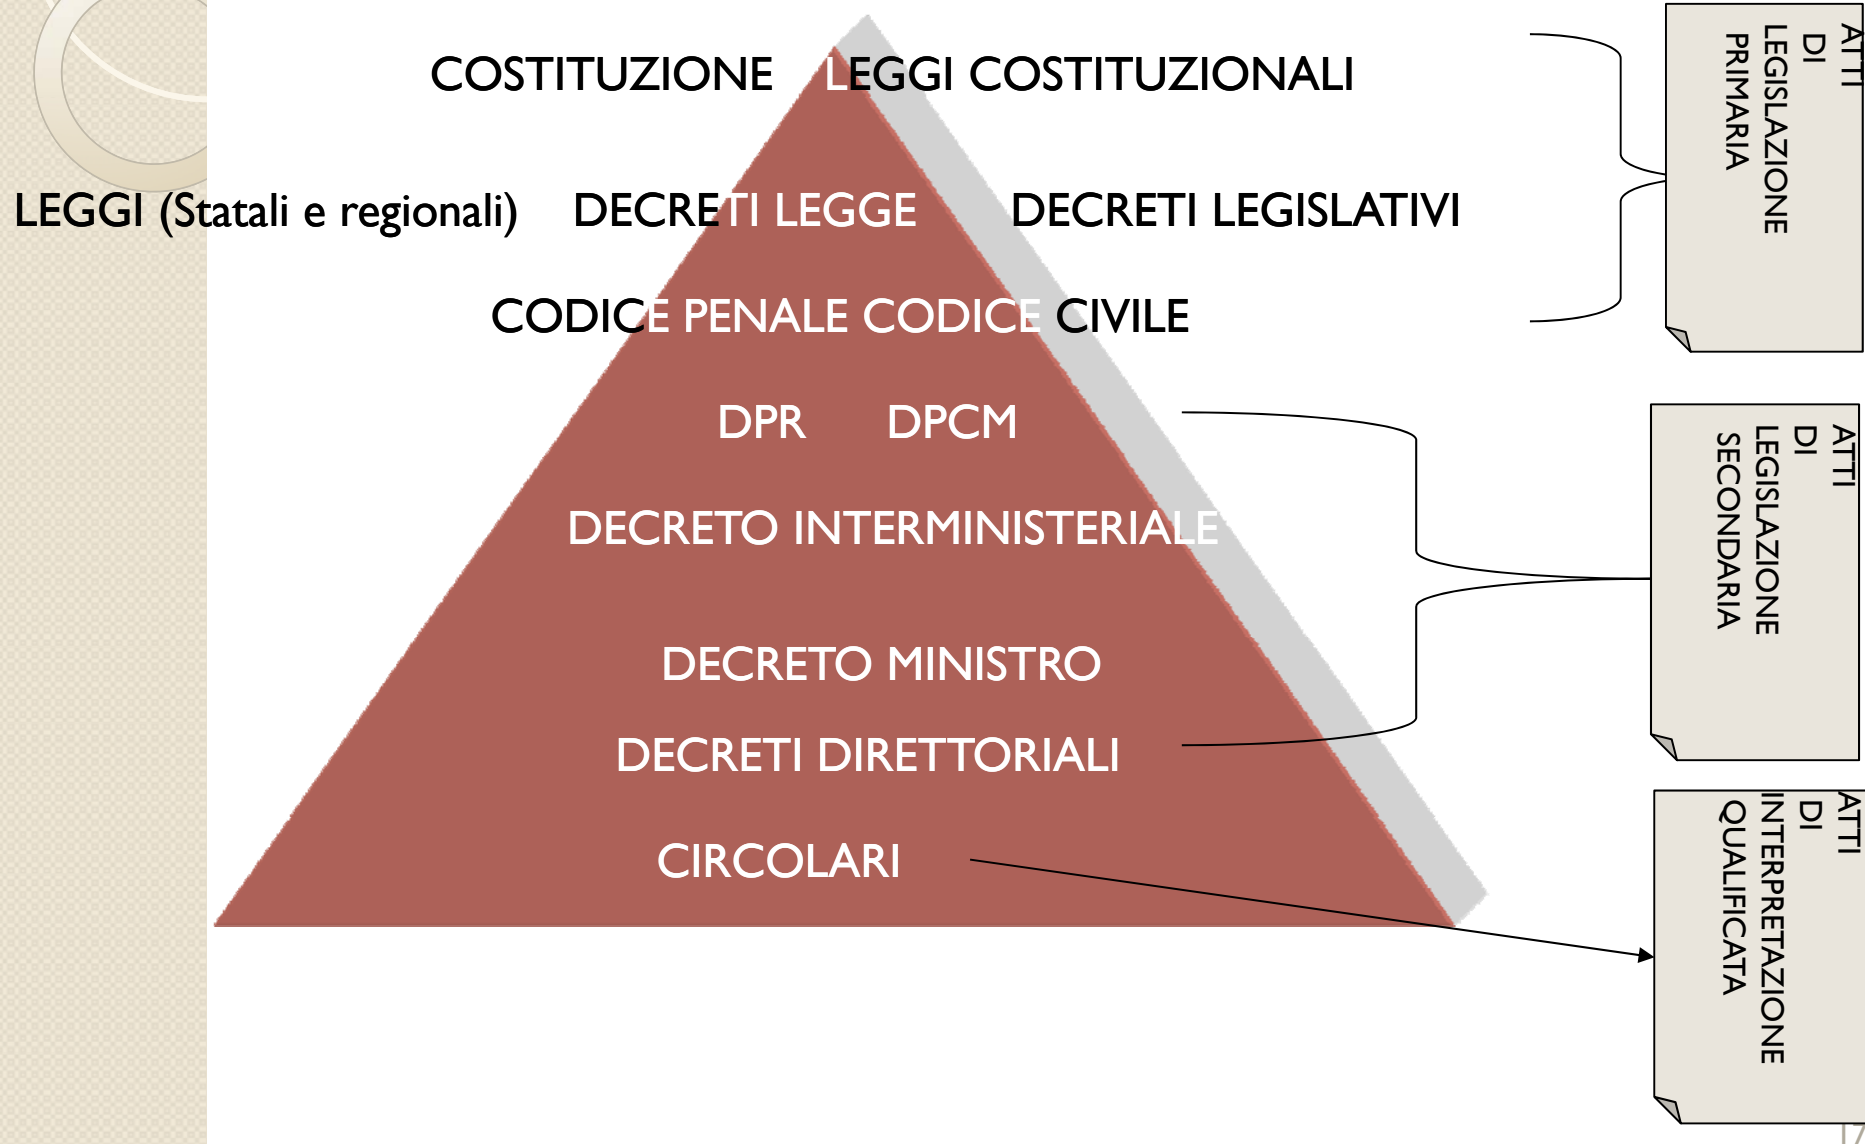 COSTITUZIONE LEGGI COSTITUZIONALI
LEGGI (Statali e regionali) DECRETI LEGGE DECRETI LEGISLATIVI
CODICE PENALE CODICE CIVILE
DPR DPCM
DECRETO INTERMINISTERIALE
DECRETO MINISTRO
DECRETI DIRETTORIALI
CIRCOLARI
ATTI
DI
LEGISLAZIONE
PRIMARIA
ATTI
DI
LEGISLAZIONE
SECONDARIA
ATTI
DI
INTERPRETAZIONE
QUALIFICATA
17